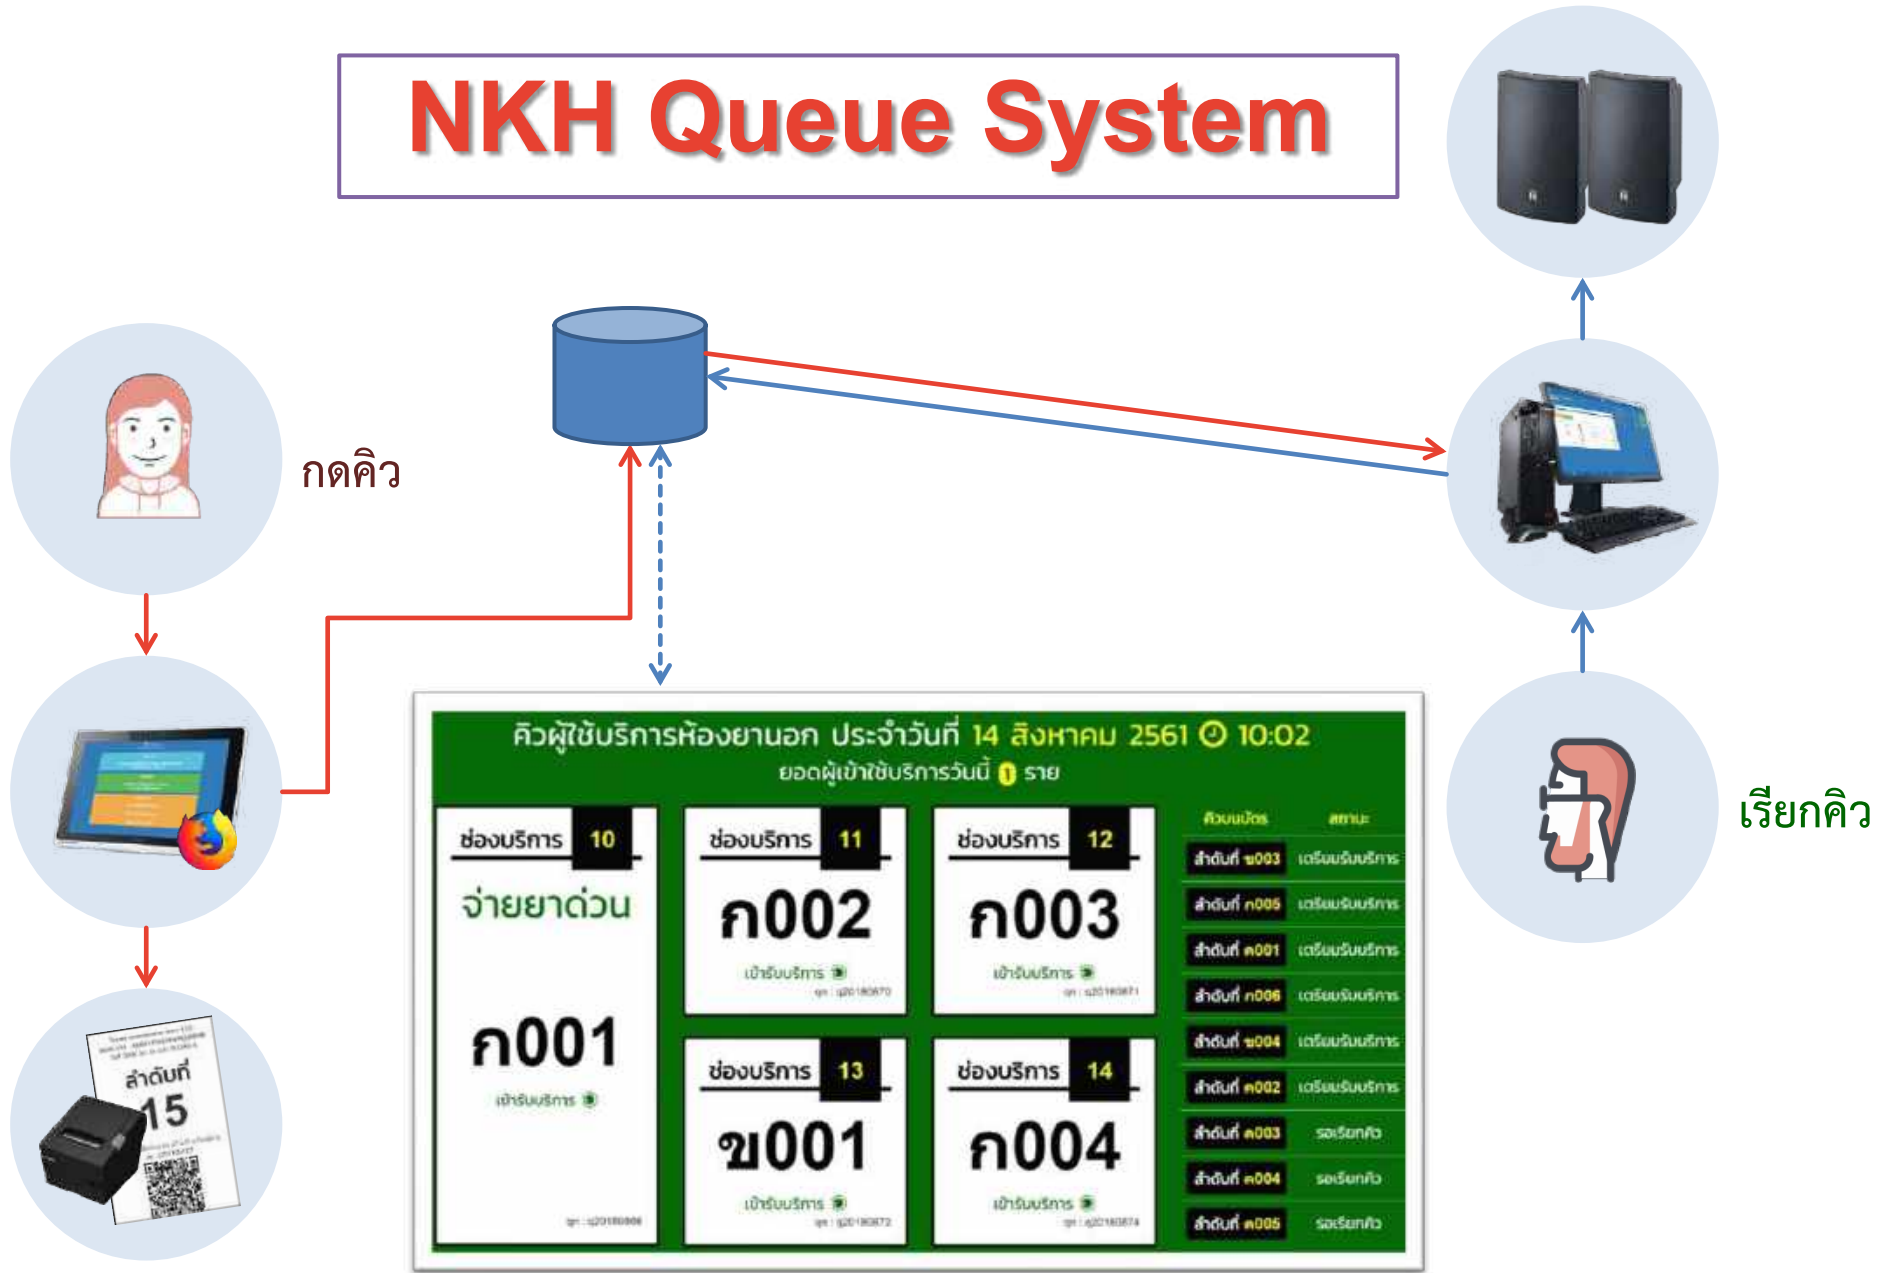 NKH Queue System
กดคิว
เรียกคิว
คิวผู้ใช้บริการห้องยานอก ประจำวันที่ 14 สิงหาคม 2561 10:02
ยอดผู้เข้าใช้บริการวันนี้ 1 ราย
ช่องบริการ 10
จ่ายยาด่วน
ก001
เข้ารับบริการ
ช่องบริการ 11
ก002
เข้ารับบริการ
ช่องบริการ 12
ก003
เข้ารับบริการ
ช่องบริการ 13
ข001
เข้ารับบริการ
ช่องบริการ 14
ก004
เข้ารับบริการ
คิวบนบัตร สถานะ
ลำดับที่ ข003 เตรียมรับบริการ
ลำดับที่ ก005 เตรียมรับบริการ
ลำดับที่ ค001 เตรียมรับบริการ
ลำดับที่ ก006 เตรียมรับบริการ
ลำดับที่ ข004 เตรียมรับบริการ
ลำดับที่ ค002 เตรียมรับบริการ
ลำดับที่ ค003 รอเรียกคิว
ลำดับที่ ค004 รอเรียกคิว
ลำดับที่ ค005 รอเรียกคิว
ลำดับที่
15